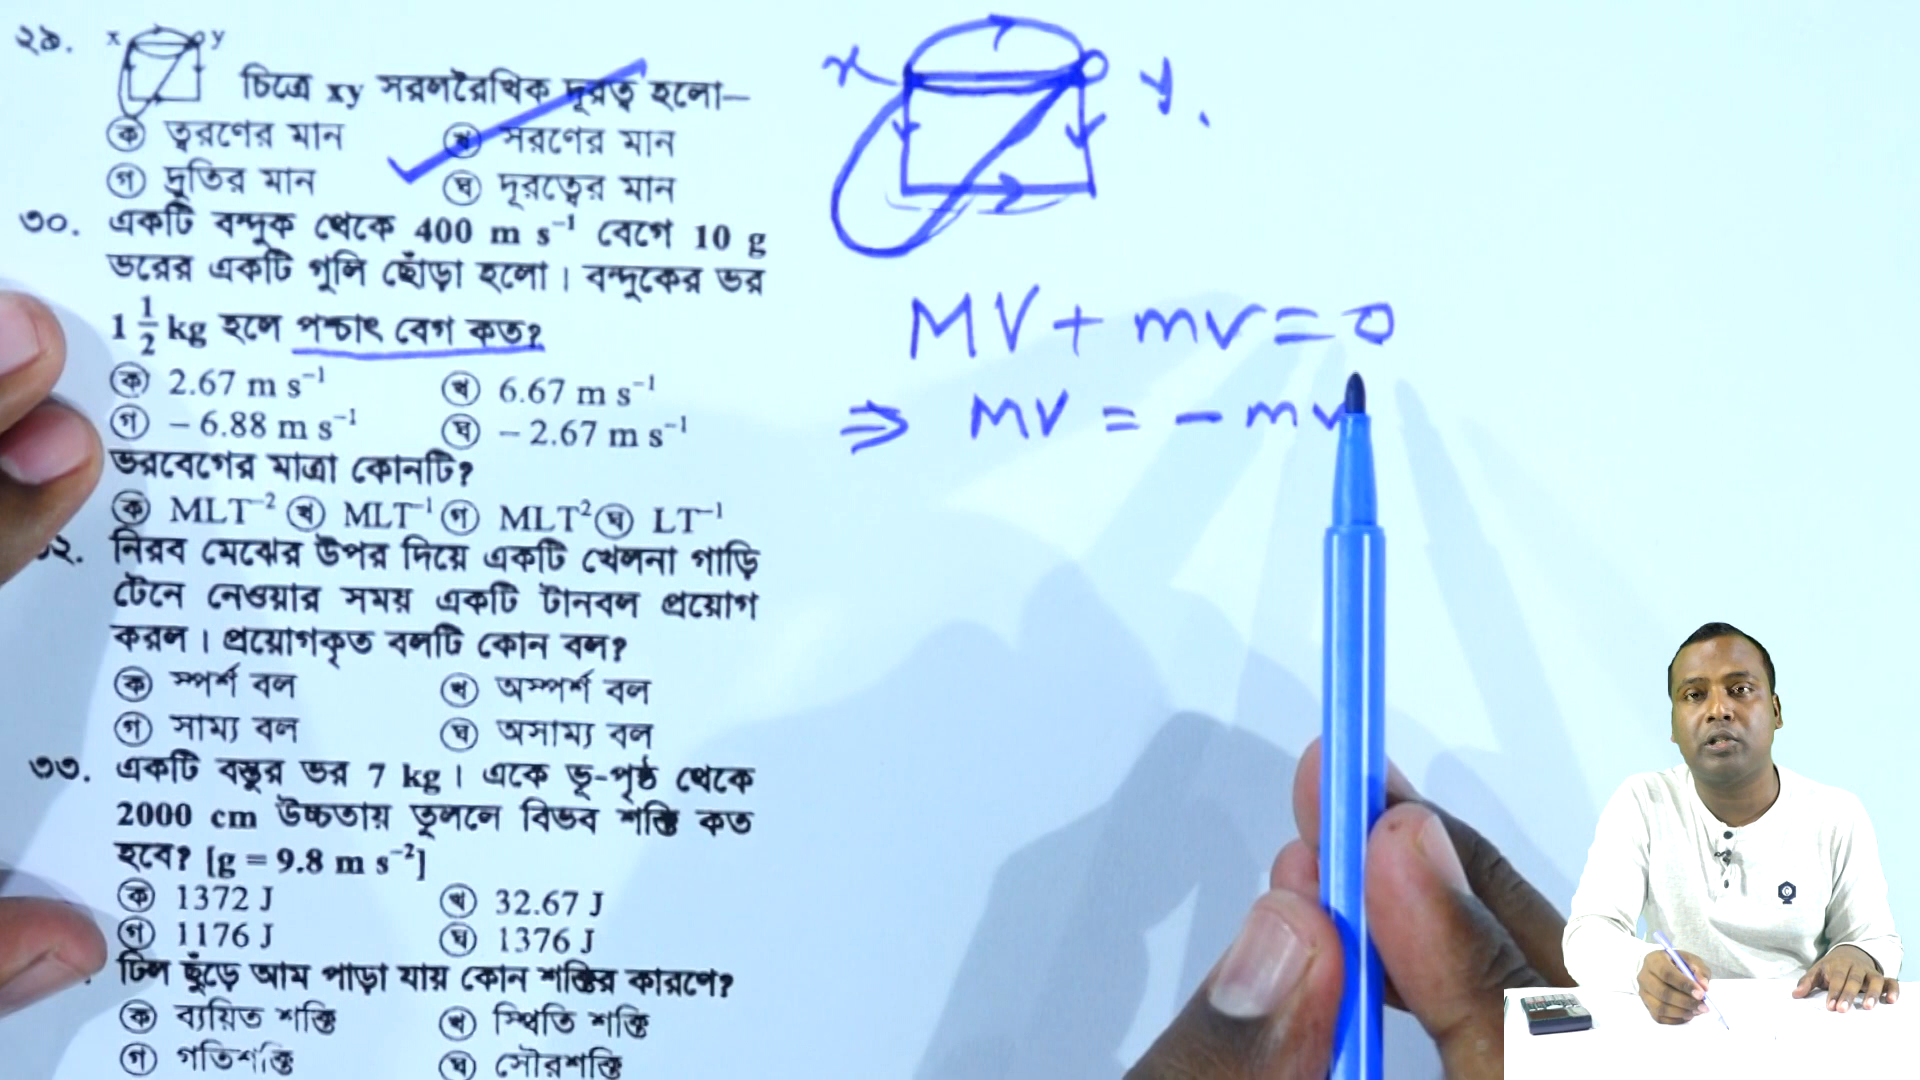 ২৯. x y চিত্রে xy সরলরৈখিক দূরত্ব হলো—
ক ত্বরণের মান খ সরণের মান
গ দ্রুতির মান ঘ দূরত্বের মান
৩০. একটি বন্দুক থেকে 400 m s⁻¹ বেগে 10 g
ভরের একটি গুলি ছোঁড়া হলো। বন্দুকের ভর
1 1/2 kg হলে পশ্চাৎ বেগ কত?
ক 2.67 m s⁻¹ খ 6.67 m s⁻¹
গ – 6.88 m s⁻¹ ঘ – 2.67 m s⁻¹
ভরবেগের মাত্রা কোনটি?
ক MLT⁻² খ MLT⁻¹ গ MLT² ঘ LT⁻¹
২. নিরব মেঝের উপর দিয়ে একটি খেলনা গাড়ি
টেনে নেওয়ার সময় একটি টানবল প্রয়োগ
করল। প্রয়োগকৃত বলটি কোন বল?
ক স্পর্শ বল খ অস্পর্শ বল
গ সাম্য বল ঘ অসাম্য বল
৩৩. একটি বস্তুর ভর 7 kg। একে ভূ-পৃষ্ঠ থেকে
2000 cm উচ্চতায় তুললে বিভব শক্তি কত
হবে? [g = 9.8 m s⁻²]
ক 1372 J খ 32.67 J
গ 1176 J ঘ 1376 J
ঢিল ছুঁড়ে আম পাড়া যায় কোন শক্তির কারণে?
ক ব্যয়িত শক্তি খ স্থিতি শক্তি
গ গতিশক্তি ঘ সৌরশক্তি
x y
MV + mv = 0
⇒ MV = – mv